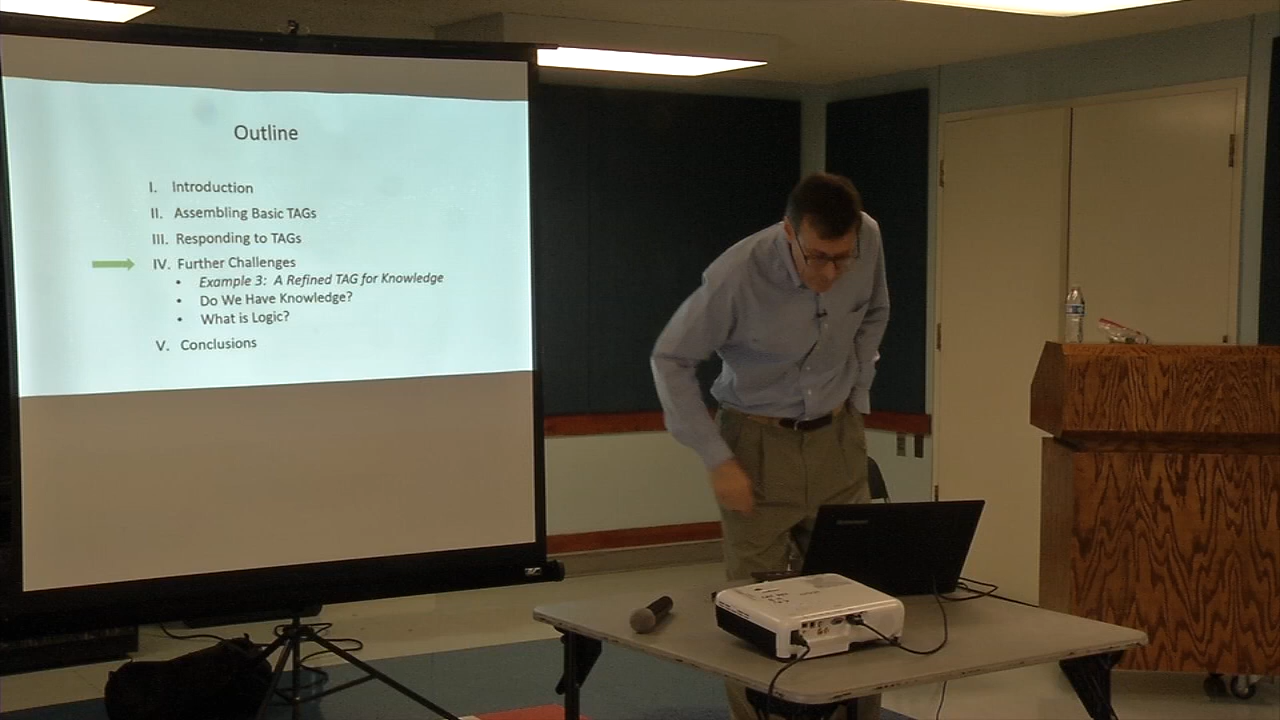 Outline
I. Introduction
II. Assembling Basic TAGs
III. Responding to TAGs
IV. Further Challenges
• Example 3: A Refined TAG for Knowledge
• Do We Have Knowledge?
• What is Logic?
V. Conclusions